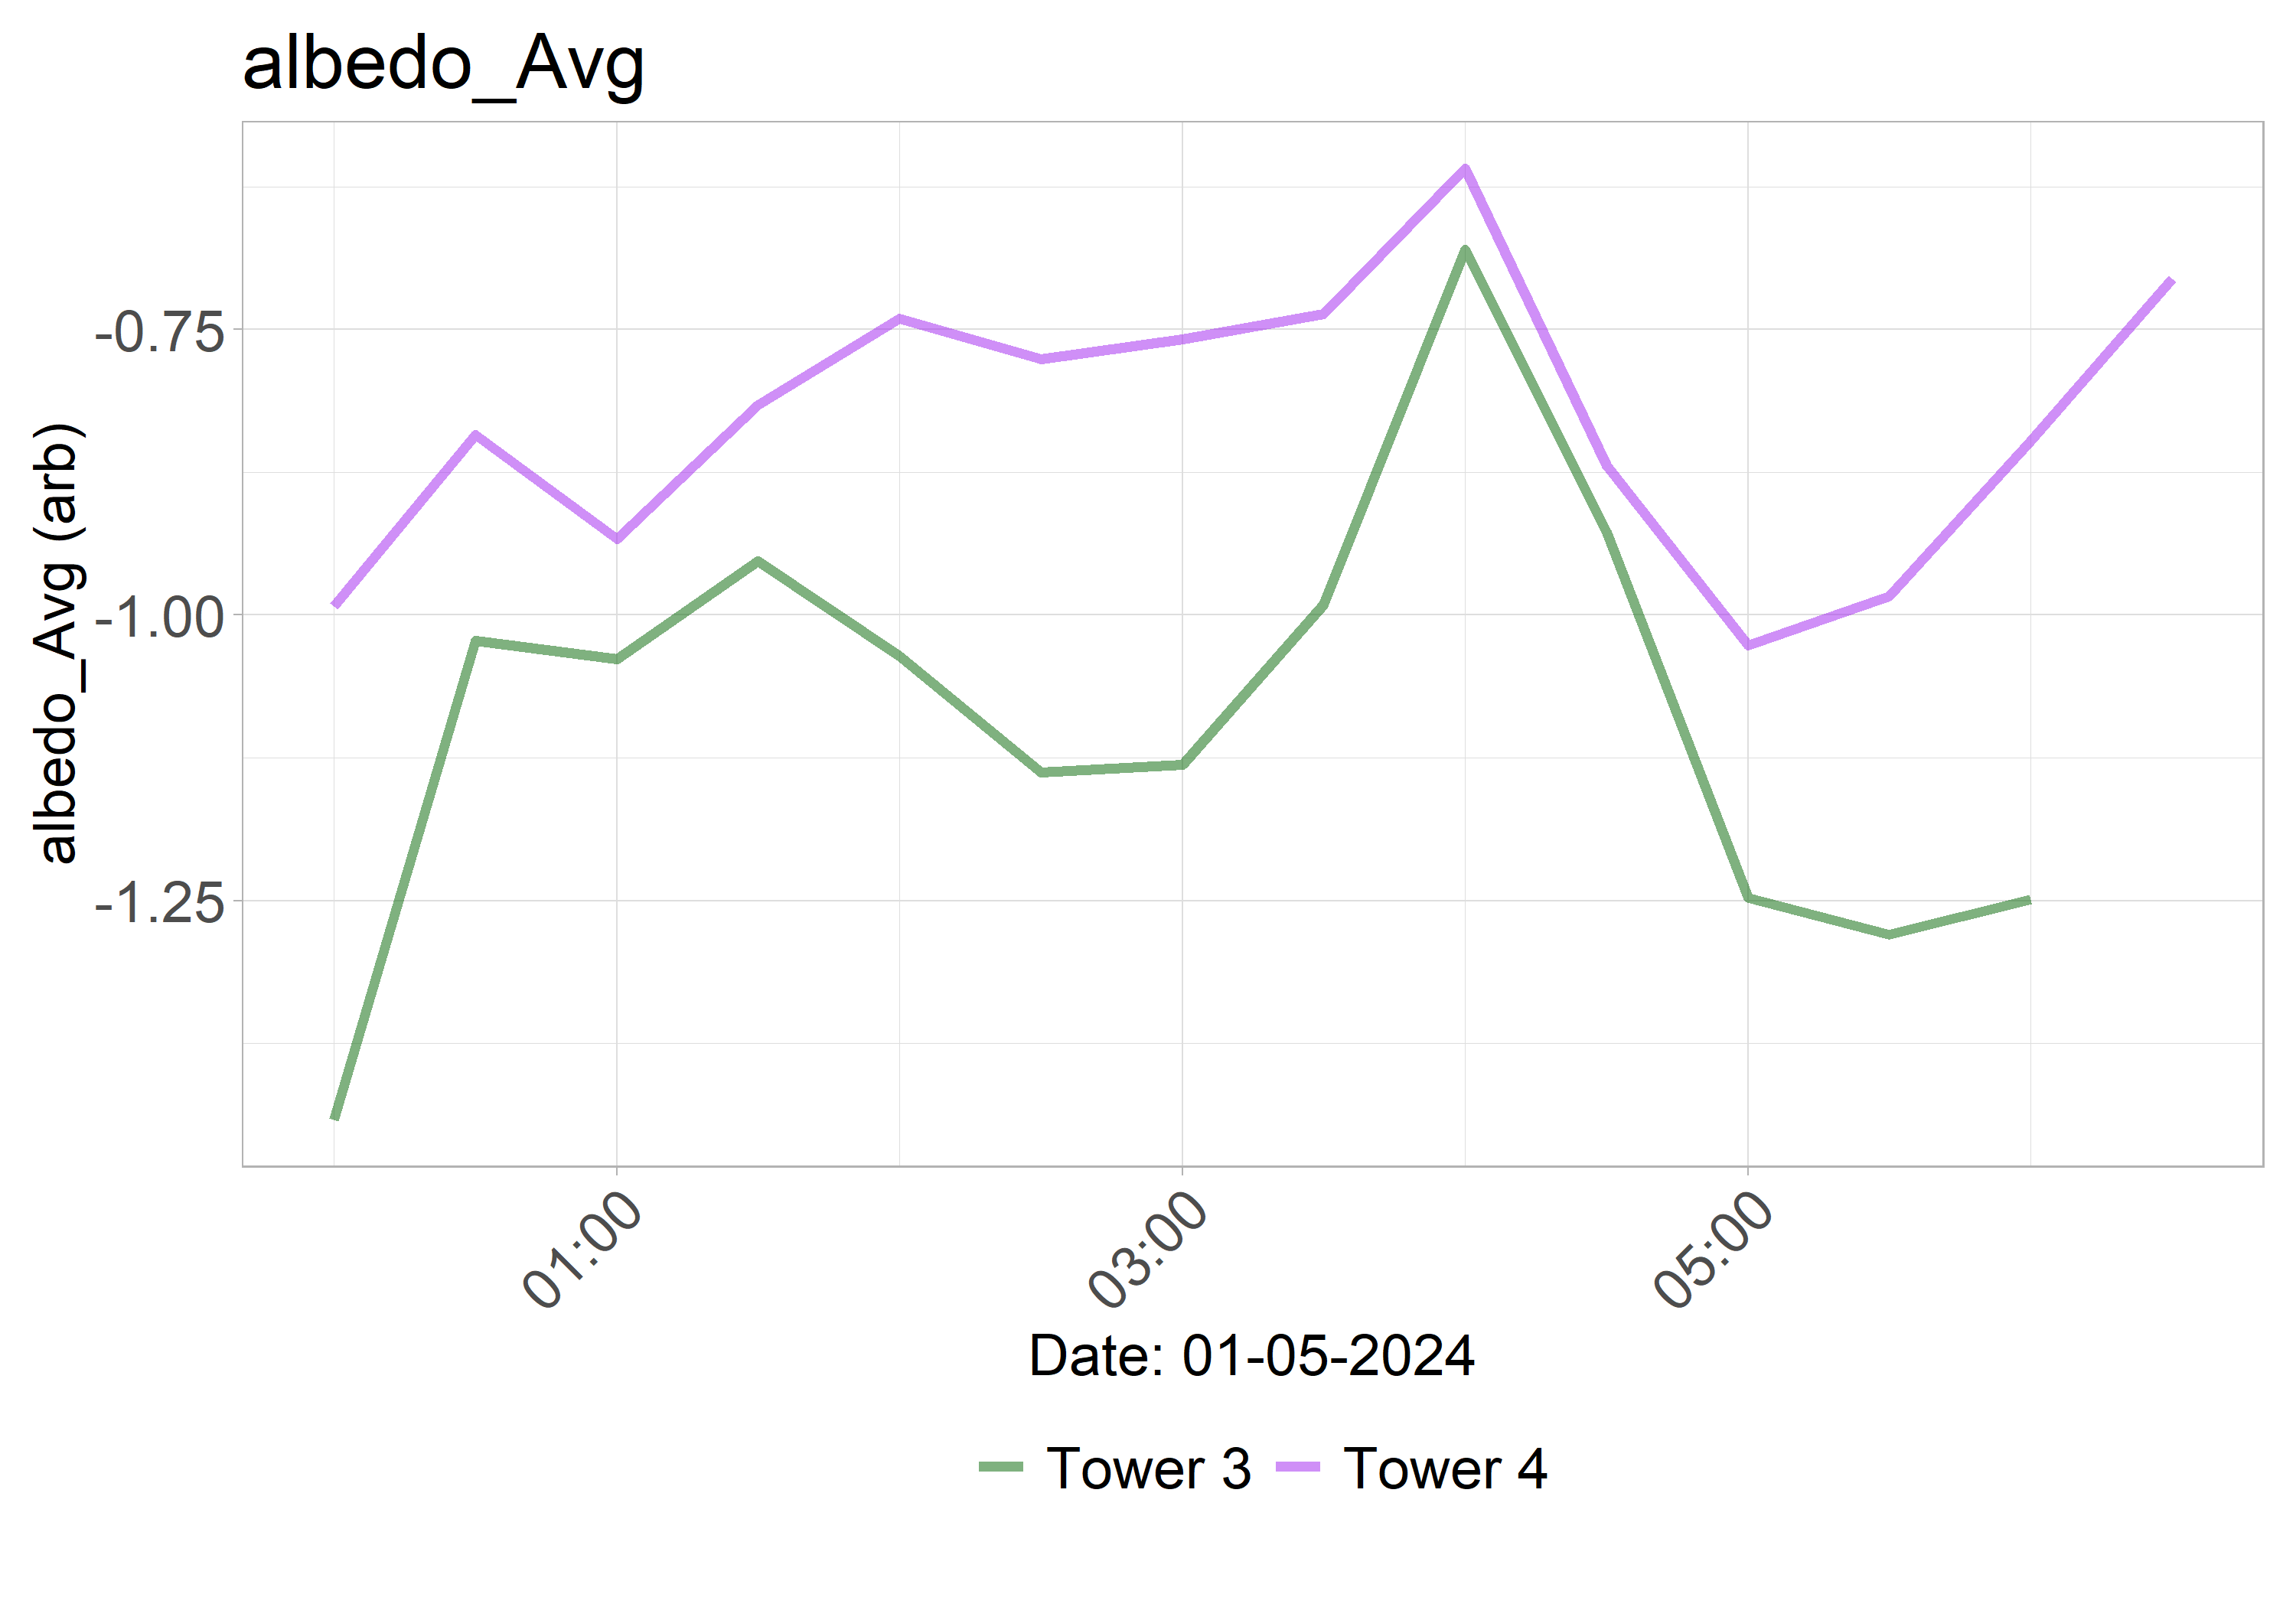 albedo_Avg
albedo_Avg (arb)
-0.75
-1.00
-1.25
01:00
03:00
05:00
Date: 01-05-2024
Tower 3
Tower 4